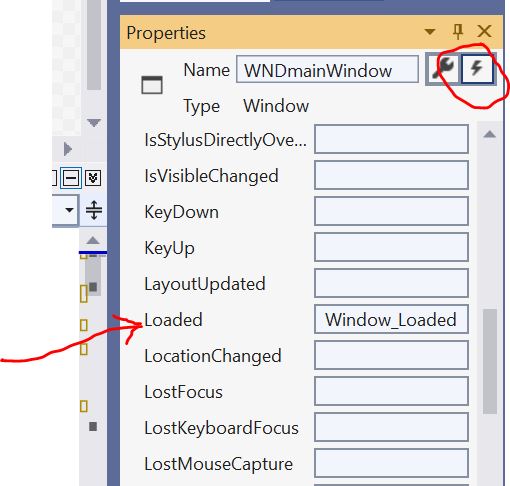 Properties
Name WNDmainWindow
Type Window
IsStylusDirectlyOve...
IsVisibleChanged
KeyDown
KeyUp
LayoutUpdated
Loaded Window_Loaded
LocationChanged
LostFocus
LostKeyboardFocus
LostMouseCapture